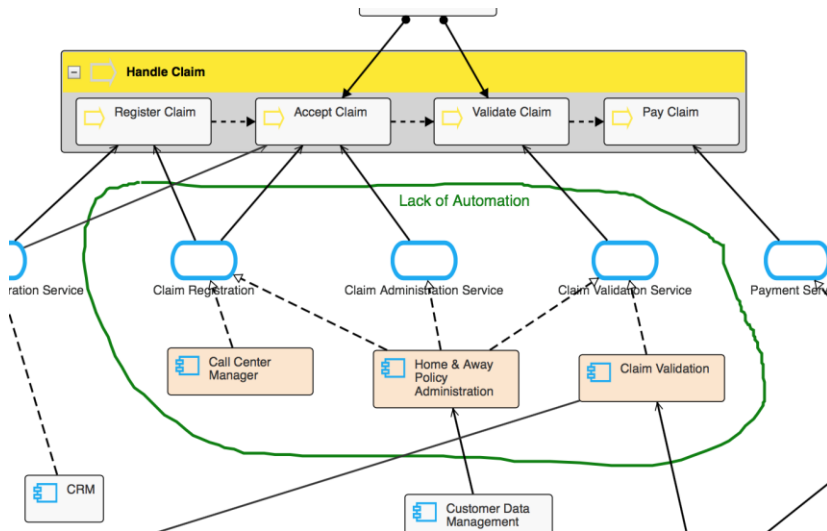 Handle Claim
Register Claim
Accept Claim
Validate Claim
Pay Claim
Lack of Automation
ration Service
Claim Registration
Claim Administration Service
Claim Validation Service
Payment Serv
Call Center
Manager
Home & Away
Policy
Administration
Claim Validation
CRM
Customer Data
Management